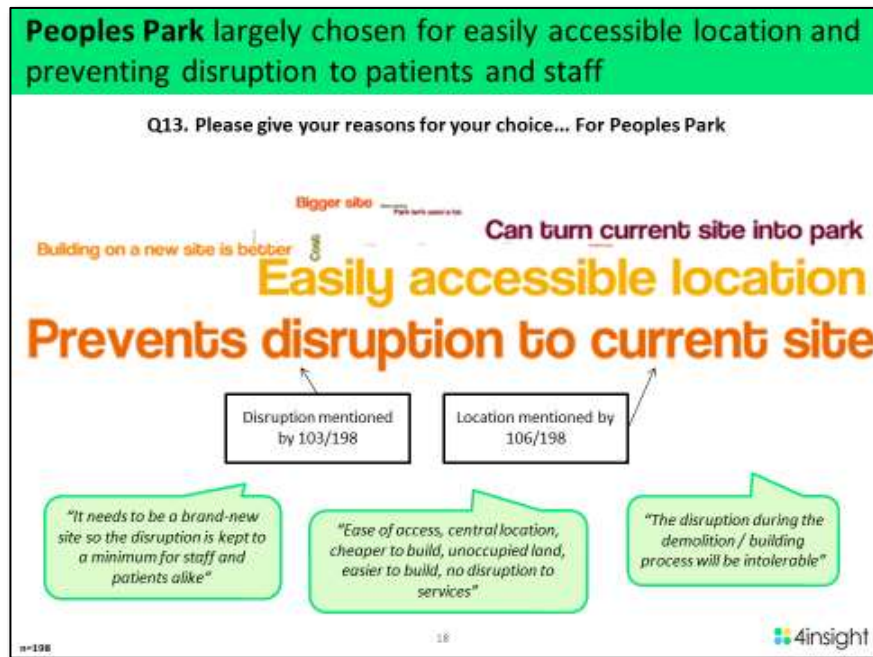 Peoples Park largely chosen for easily accessible location and
preventing disruption to patients and staff
Q13. Please give your reasons for your choice... For Peoples Park
Bigger site
Park isn't used a lot
Can turn current site into park
Building on a new site is better
Cost
Easily accessible location
Prevents disruption to current site
Disruption mentioned
by 103/198
Location mentioned by
106/198
"It needs to be a brand-new
site so the disruption is kept to
a minimum for staff and
patients alike"
"Ease of access, central location,
cheaper to build, unoccupied land,
easier to build, no disruption to
services"
"The disruption during the
demolition / building
process will be intolerable"
n=198
18
4insight